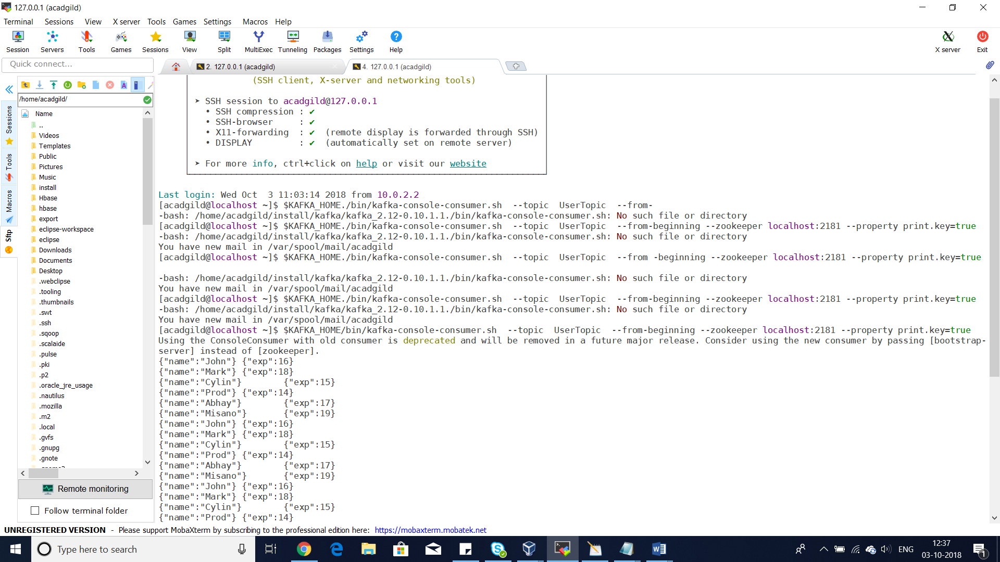 127.0.0.1 (acadgild)
Terminal Sessions View X server Tools Games Settings Macros Help
Session Servers Tools Games Sessions View Split MultiExec Tunneling Packages Settings Help X server Exit
Quick connect...
2. 127.0.0.1 (acadgild)
4. 127.0.0.1 (acadgild)
/home/acadgild/
Sessions
Tools
Macros
Sftp
Name
..
Videos
Templates
Public
Pictures
Music
install
Hbase
hbase
export
eclipse-workspace
eclipse
Downloads
Documents
Desktop
.webclipse
.tooling
.thumbnails
.swt
.ssh
.sqoop
.scalaide
.pulse
.pki
.p2
.oracle_jre_usage
.nautilus
.mozilla
.m2
.local
.gvfs
.gnupg
.gnote
Remote monitoring
Follow terminal folder
(SSH client, X-server and networking tools)
➤ SSH session to acadgild@127.0.0.1
• SSH compression : ✔
• SSH-browser : ✔
• X11-forwarding : ✔ (remote display is forwarded through SSH)
• DISPLAY : ✔ (automatically set on remote server)
➤ For more info, ctrl+click on help or visit our website
Last login: Wed Oct  3 11:03:14 2018 from 10.0.2.2
[acadgild@localhost ~]$ $KAFKA_HOME./bin/kafka-console-consumer.sh  --topic  UserTopic  --from-
-bash: /home/acadgild/install/kafka/kafka_2.12-0.10.1.1./bin/kafka-console-consumer.sh: No such file or directory
[acadgild@localhost ~]$ $KAFKA_HOME./bin/kafka-console-consumer.sh  --topic  UserTopic  --from-beginning --zookeeper localhost:2181 --property print.key=true
-bash: /home/acadgild/install/kafka/kafka_2.12-0.10.1.1./bin/kafka-console-consumer.sh: No such file or directory
You have new mail in /var/spool/mail/acadgild
[acadgild@localhost ~]$ $KAFKA_HOME./bin/kafka-console-consumer.sh  --topic  UserTopic  --from -beginning --zookeeper localhost:2181 --property print.key=true
-bash: /home/acadgild/install/kafka/kafka_2.12-0.10.1.1./bin/kafka-console-consumer.sh: No such file or directory
You have new mail in /var/spool/mail/acadgild
[acadgild@localhost ~]$ $KAFKA_HOME./bin/kafka-console-consumer.sh  --topic  UserTopic  --from-beginning --zookeeper localhost:2181 --property print.key=true
-bash: /home/acadgild/install/kafka/kafka_2.12-0.10.1.1./bin/kafka-console-consumer.sh: No such file or directory
You have new mail in /var/spool/mail/acadgild
[acadgild@localhost ~]$ $KAFKA_HOME/bin/kafka-console-consumer.sh  --topic  UserTopic  --from-beginning --zookeeper localhost:2181 --property print.key=true
Using the ConsoleConsumer with old consumer is deprecated and will be removed in a future major release. Consider using the new consumer by passing [bootstrap-
server] instead of [zookeeper].
{"name":"John"} {"exp":16}
{"name":"Mark"} {"exp":18}
{"name":"Cylin"}        {"exp":15}
{"name":"Prod"} {"exp":14}
{"name":"Abhay"}        {"exp":17}
{"name":"Misano"}       {"exp":19}
{"name":"John"} {"exp":16}
{"name":"Mark"} {"exp":18}
{"name":"Cylin"}        {"exp":15}
{"name":"Prod"} {"exp":14}
{"name":"Abhay"}        {"exp":17}
{"name":"Misano"}       {"exp":19}
{"name":"John"} {"exp":16}
{"name":"Mark"} {"exp":18}
{"name":"Cylin"}        {"exp":15}
{"name":"Prod"} {"exp":14}
UNREGISTERED VERSION - Please support MobaXterm by subscribing to the professional edition here: https://mobaxterm.mobatek.net
Type here to search
ENG
12:37
03-10-2018
1